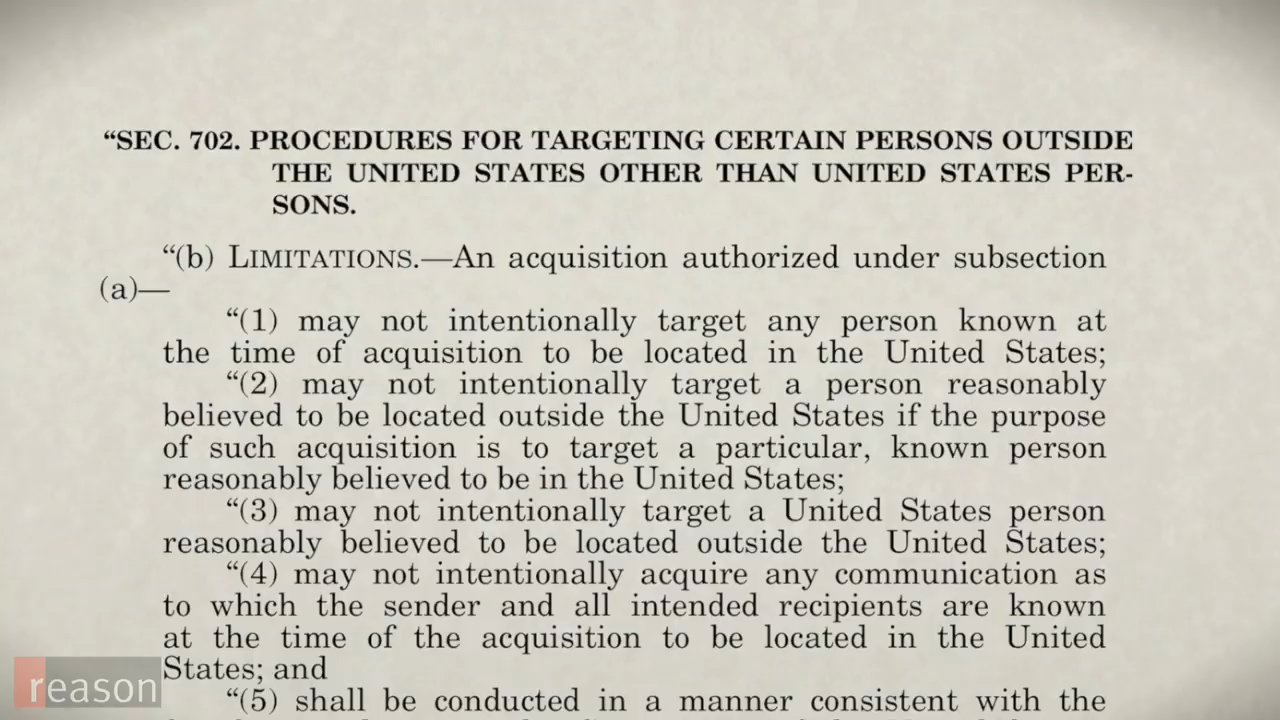 “SEC. 702. PROCEDURES FOR TARGETING CERTAIN PERSONS OUTSIDE
THE UNITED STATES OTHER THAN UNITED STATES PER-
SONS.
“(b) LIMITATIONS.—An acquisition authorized under subsection
(a)—
“(1) may not intentionally target any person known at
the time of acquisition to be located in the United States;
“(2) may not intentionally target a person reasonably
believed to be located outside the United States if the purpose
of such acquisition is to target a particular, known person
reasonably believed to be in the United States;
“(3) may not intentionally target a United States person
reasonably believed to be located outside the United States;
“(4) may not intentionally acquire any communication as
to which the sender and all intended recipients are known
at the time of the acquisition to be located in the United
States; and
“(5) shall be conducted in a manner consistent with the
reason